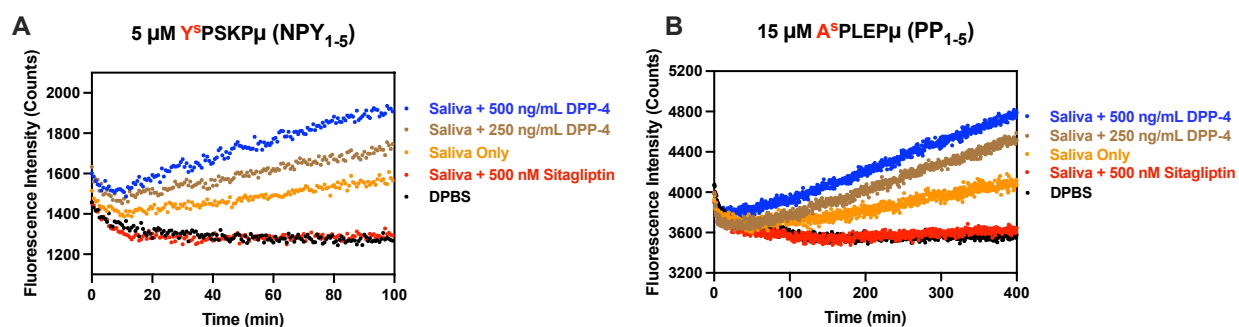 A
5 µM YˢPSKPµ (NPY₁₋₅)
Fluorescence Intensity (Counts)
2000
1800
1600
1400
1200
0
20
40
60
80
100
Time (min)
Saliva + 500 ng/mL DPP-4
Saliva + 250 ng/mL DPP-4
Saliva Only
Saliva + 500 nM Sitagliptin
DPBS
B
15 µM AˢPLEPµ (PP₁₋₅)
Fluorescence Intensity (Counts)
5200
4800
4400
4000
3600
3200
0
100
200
300
400
Time (min)
Saliva + 500 ng/mL DPP-4
Saliva + 250 ng/mL DPP-4
Saliva Only
Saliva + 500 nM Sitagliptin
DPBS